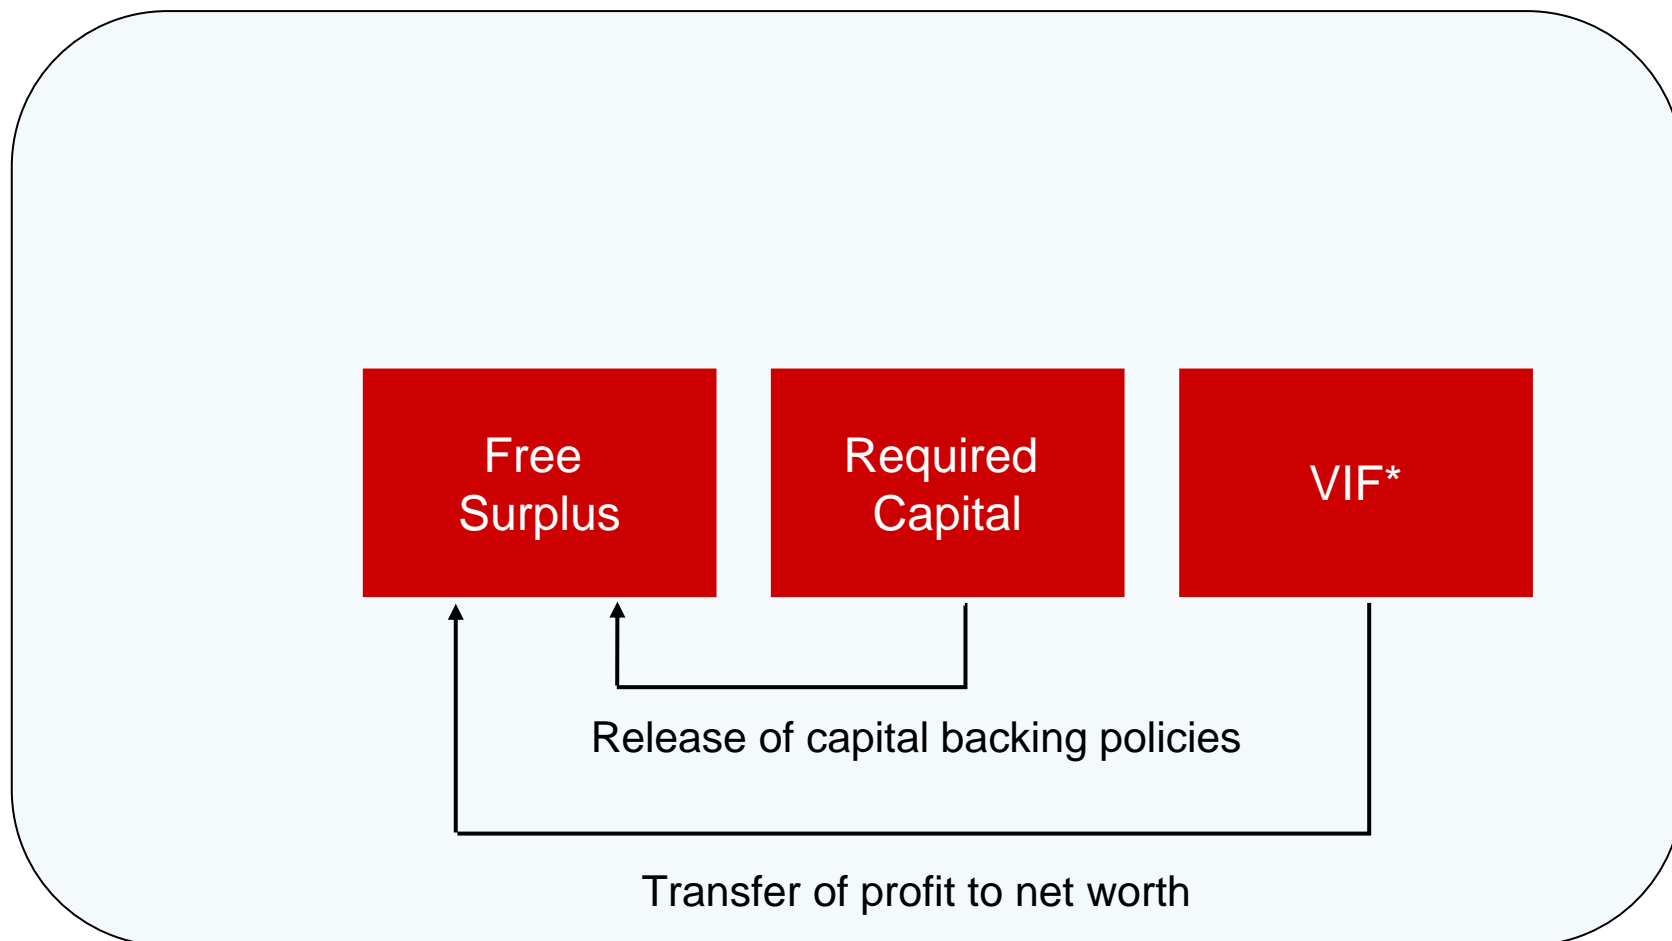 Free
Surplus
Required
Capital
VIF*
Release of capital backing policies
Transfer of profit to net worth